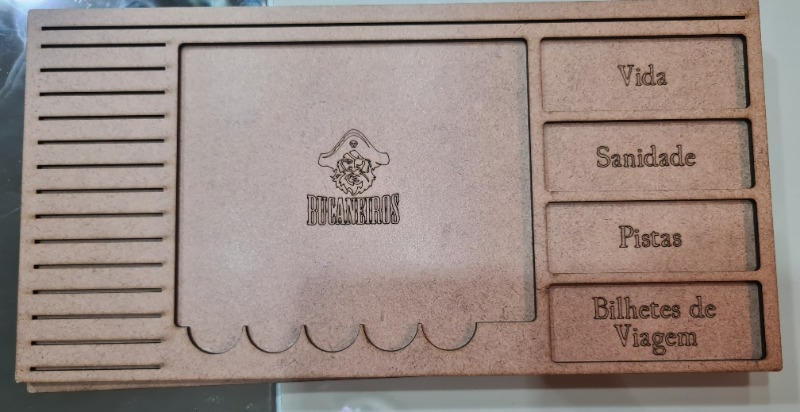 BUCANEIROS
Vida
Sanidade
Pistas
Bilhetes de
Viagem